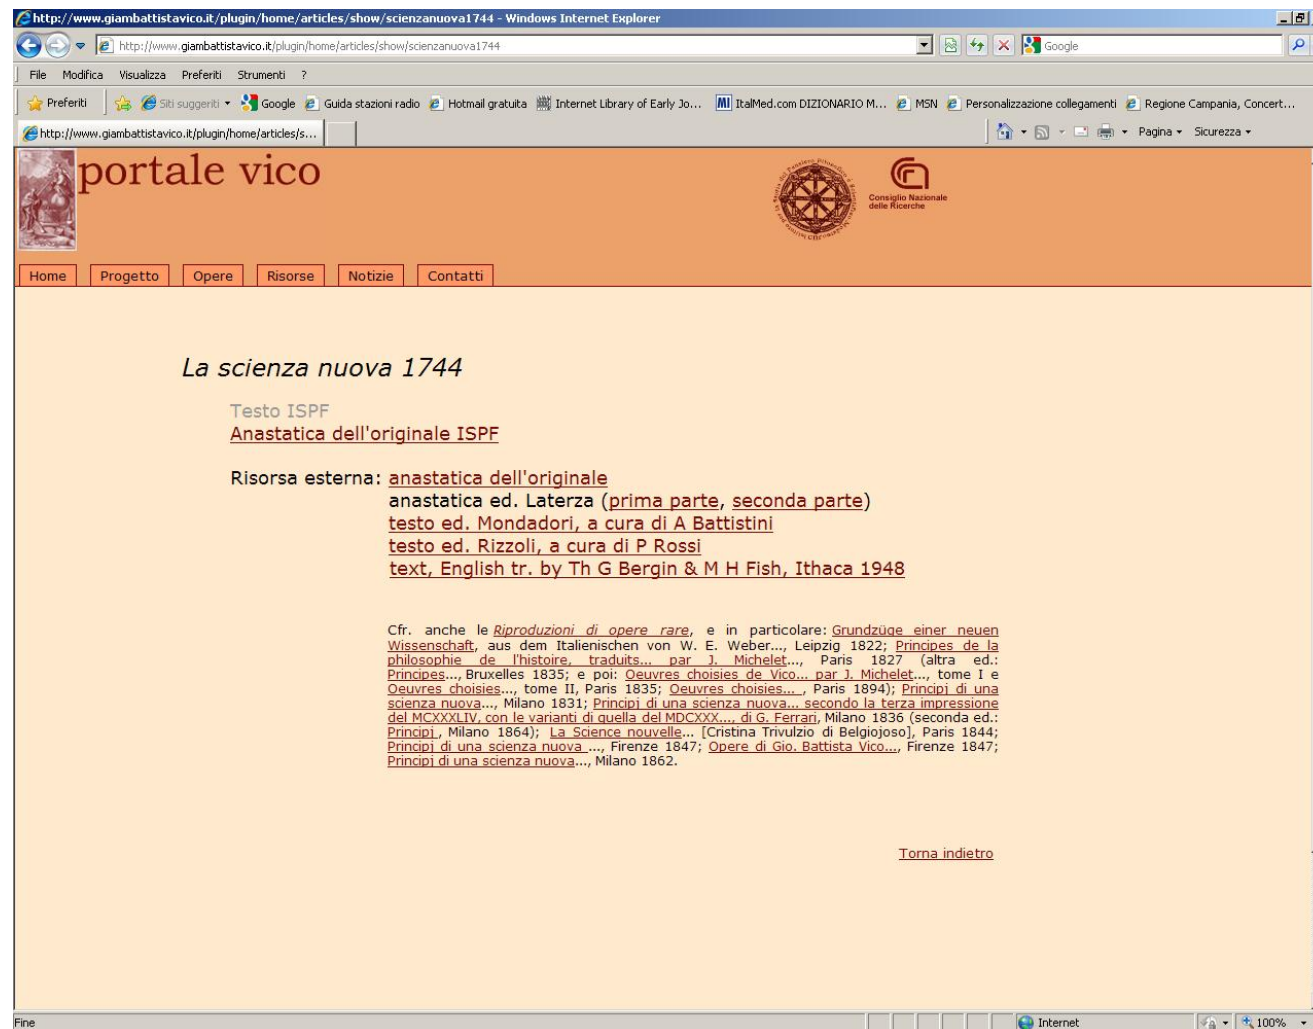 http://www.giambattistavico.it/plugin/home/articles/show/scienzanuova1744 - Windows Internet Explorer
http://www.giambattistavico.it/plugin/home/articles/show/scienzanuova1744
Google
File Modifica Visualizza Preferiti Strumenti ?
Preferiti Siti suggeriti Google Guida stazioni radio Hotmail gratuita Internet Library of Early Jo... MI ItalMed.com DIZIONARIO M... MSN Personalizzazione collegamenti Regione Campania, Concert...
http://www.giambattistavico.it/plugin/home/articles/s...
Pagina Sicurezza
portale vico
Consiglio Nazionale
delle Ricerche
Home Progetto Opere Risorse Notizie Contatti
La scienza nuova 1744
Testo ISPF
Anastatica dell'originale ISPF
Risorsa esterna: anastatica dell'originale
anastatica ed. Laterza (prima parte, seconda parte)
testo ed. Mondadori, a cura di A Battistini
testo ed. Rizzoli, a cura di P Rossi
text, English tr. by Th G Bergin & M H Fish, Ithaca 1948
Cfr. anche le Riproduzioni di opere rare, e in particolare: Grundzüge einer neuen
Wissenschaft, aus dem Italienischen von W. E. Weber..., Leipzig 1822; Principes de la
philosophie de l'histoire, traduits... par J. Michelet..., Paris 1827 (altra ed.:
Principes..., Bruxelles 1835; e poi: Oeuvres choisies de Vico... par J. Michelet..., tome I e
Oeuvres choisies..., tome II, Paris 1835; Oeuvres choisies... , Paris 1894); Principj di una
scienza nuova..., Milano 1831; Principj di una scienza nuova... secondo la terza impressione
del MCXXXLIV, con le varianti di quella del MDCXXX..., di G. Ferrari, Milano 1836 (seconda ed.:
Principj , Milano 1864); La Science nouvelle... [Cristina Trivulzio di Belgiojoso], Paris 1844;
Principj di una scienza nuova ..., Firenze 1847; Opere di Gio. Battista Vico..., Firenze 1847;
Principj di una scienza nuova..., Milano 1862.
Torna indietro
Fine Internet 100%